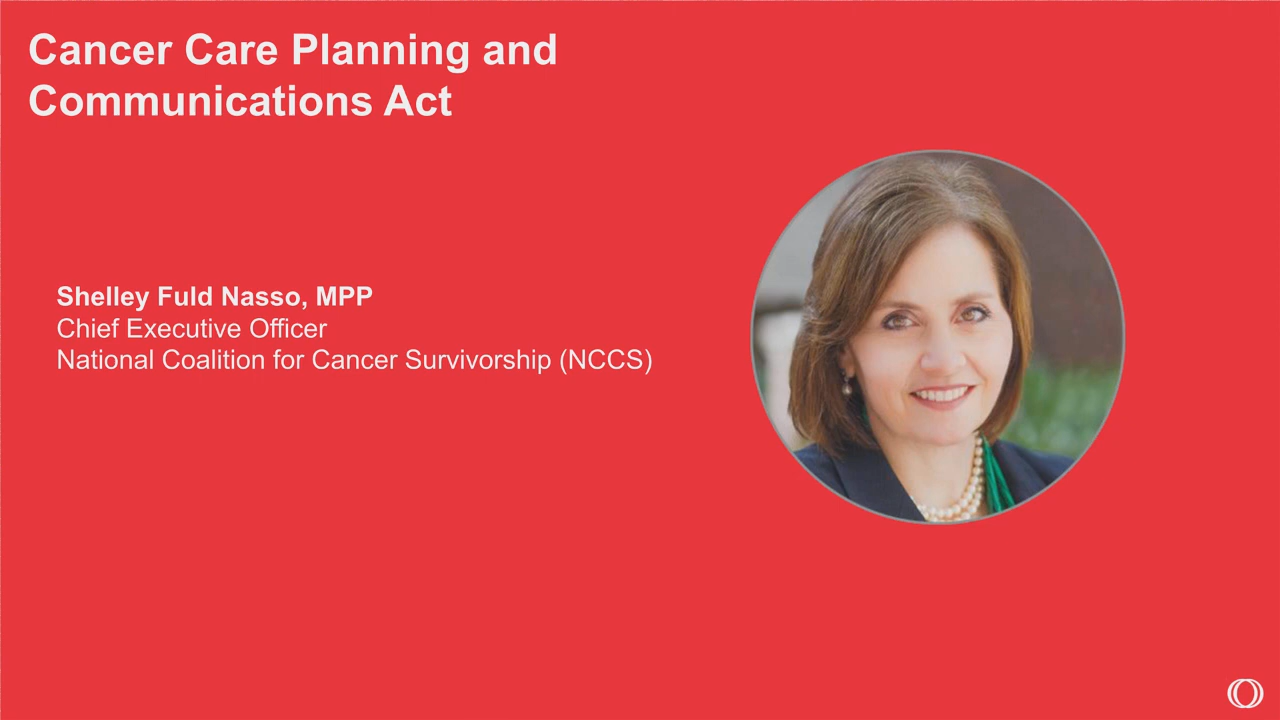 Cancer Care Planning and
Communications Act
Shelley Fuld Nasso, MPP
Chief Executive Officer
National Coalition for Cancer Survivorship (NCCS)